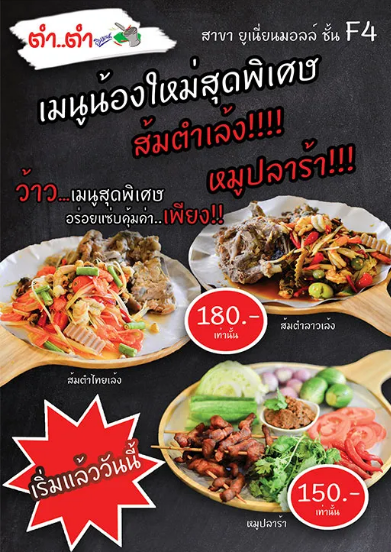 ตำ..ตำ
สาขา ยูเนี่ยนมอลล์ ชั้น F4
เมนูน้องใหม่สุดพิเศษ
ส้มตำเล้ง!!!!
หมูปลาร้า!!!
ว้าว...เมนูสุดพิเศษ
อร่อยแซ่บคุ้มค่า..เพียง!!
180.-
เท่านั้น
ส้มตำลาวเล้ง
ส้มตำไทยเล้ง
เริ่มแล้ววันนี้
150.-
เท่านั้น
หมูปลาร้า